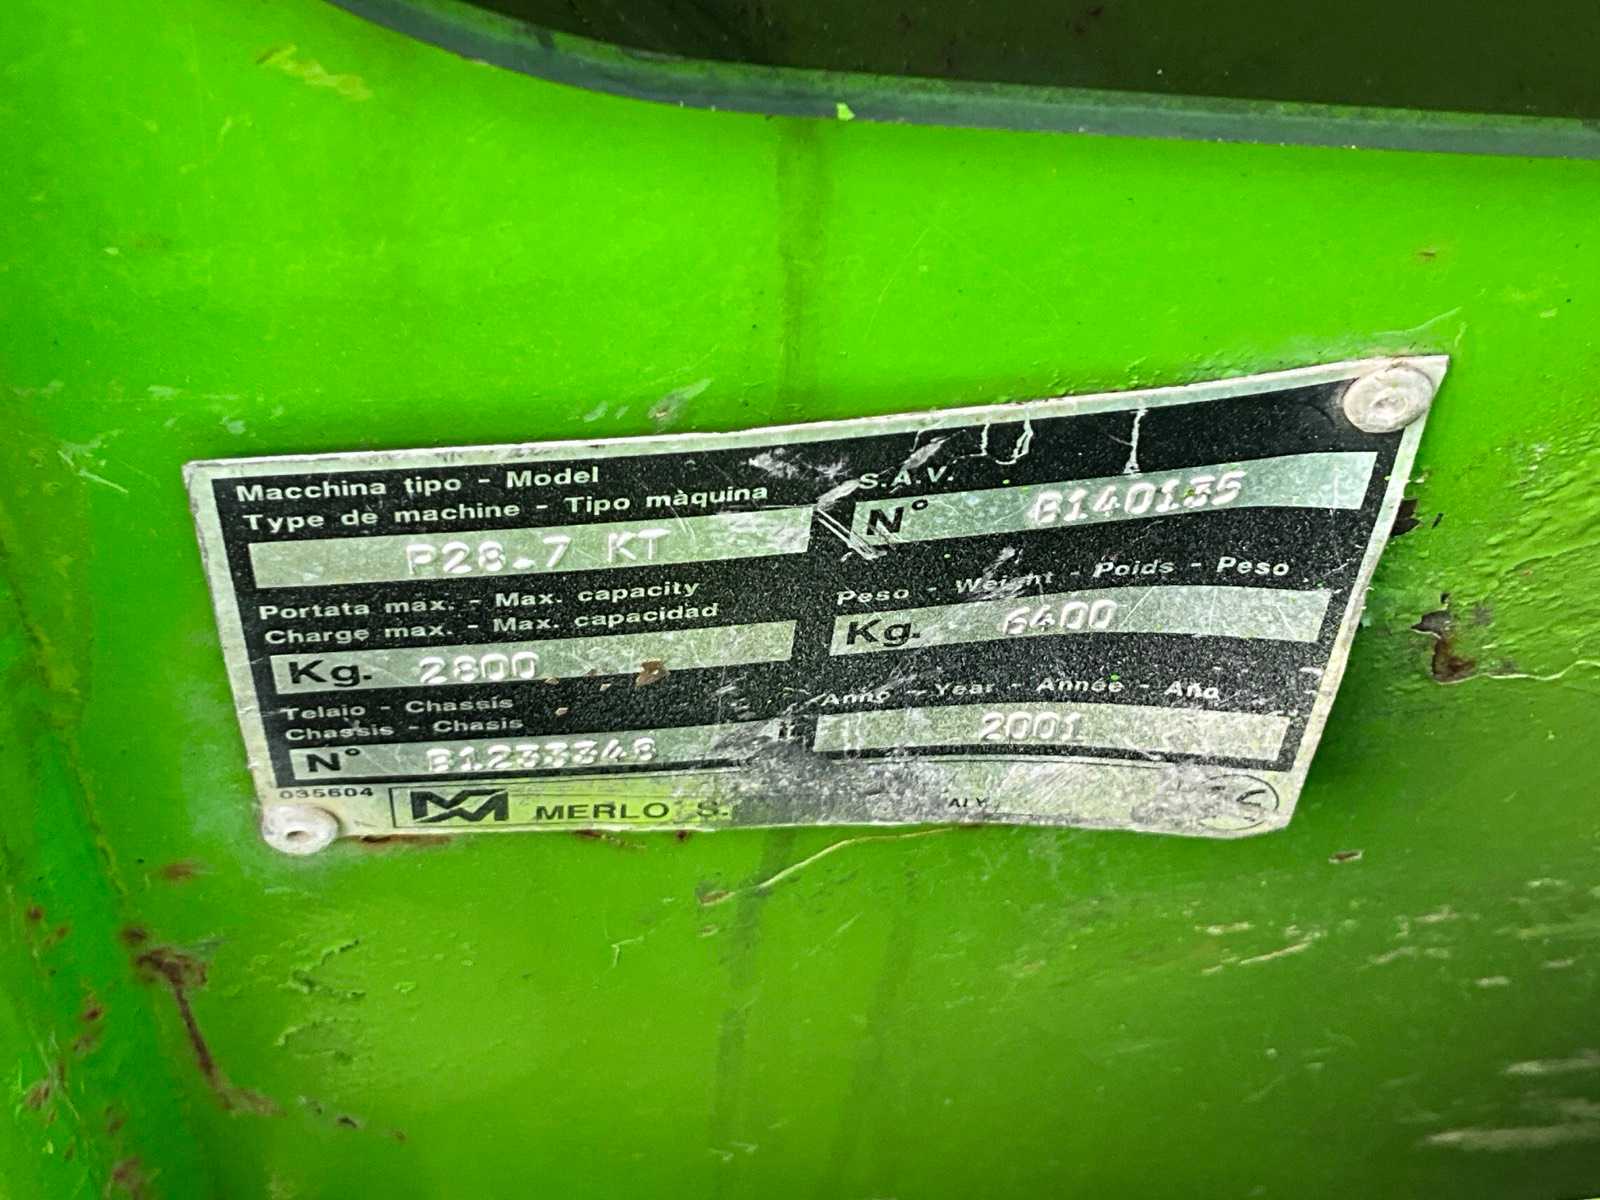 Macchina tipo - Model
Type de machine - Tipo màquina
P28.7 KT
S.A.V.
N° B140135
Portata max. - Max. capacity
Charge max. - Max. capacidad
Kg. 2800
Peso - Weight - Poids - Peso
Kg. 6400
Telaio - Chassis
Chassis - Chasis
N° B1233348
Anno - Year - Année - Año
2001
035604
MERLO S.